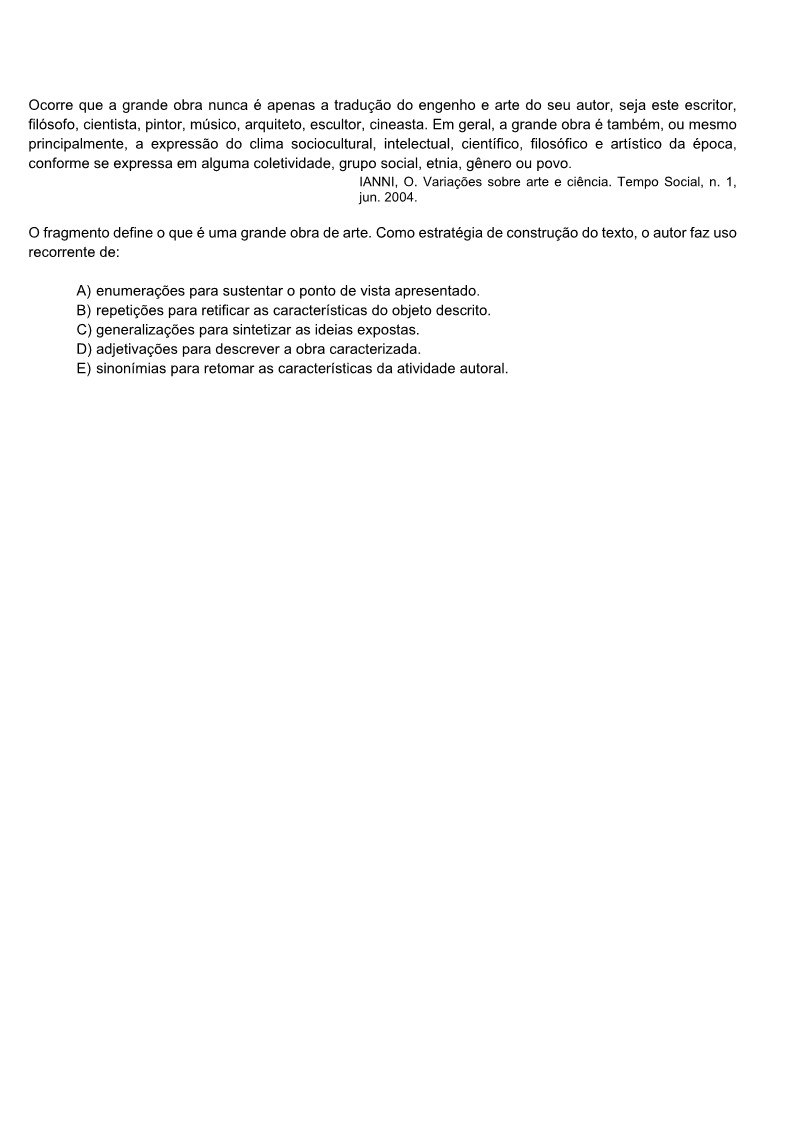 Ocorre que a grande obra nunca é apenas a tradução do engenho e arte do seu autor, seja este escritor,
filósofo, cientista, pintor, músico, arquiteto, escultor, cineasta. Em geral, a grande obra é também, ou mesmo
principalmente, a expressão do clima sociocultural, intelectual, científico, filosófico e artístico da época,
conforme se expressa em alguma coletividade, grupo social, etnia, gênero ou povo.
IANNI, O. Variações sobre arte e ciência. Tempo Social, n. 1,
jun. 2004.
O fragmento define o que é uma grande obra de arte. Como estratégia de construção do texto, o autor faz uso
recorrente de:
A) enumerações para sustentar o ponto de vista apresentado.
B) repetições para retificar as características do objeto descrito.
C) generalizações para sintetizar as ideias expostas.
D) adjetivações para descrever a obra caracterizada.
E) sinonímias para retomar as características da atividade autoral.